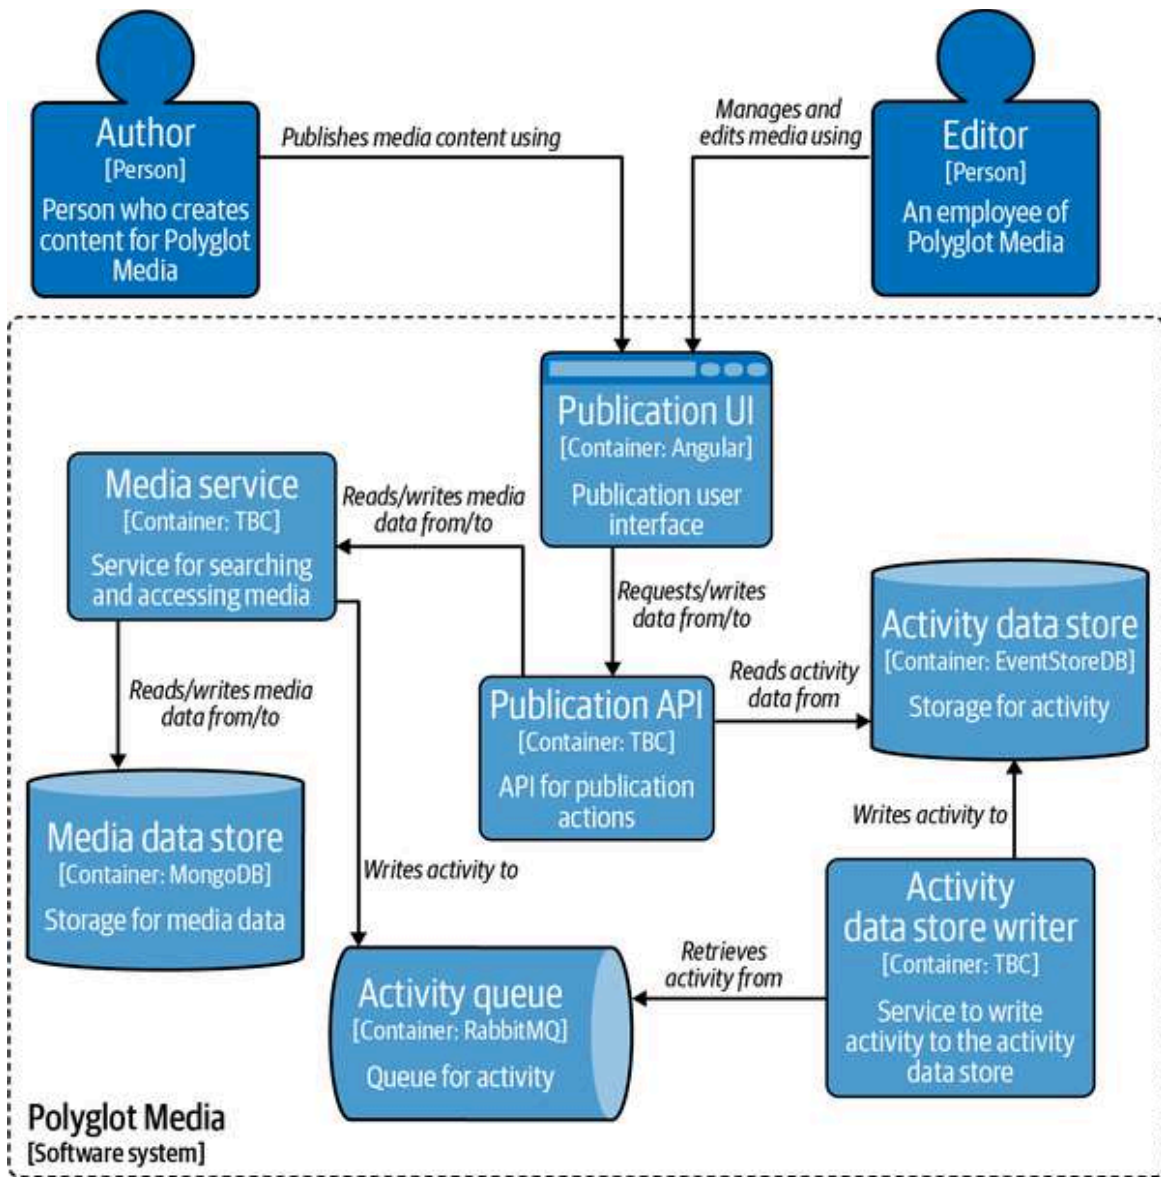 Author
[Person]
Person who creates
content for Polyglot
Media
Publishes media content using
Manages and
edits media using
Editor
[Person]
An employee of
Polyglot Media
Publication UI
[Container: Angular]
Publication user
interface
Media service
[Container: TBC]
Service for searching
and accessing media
Reads/writes media
data from/to
Requests/writes
data from/to
Activity data store
[Container: EventStoreDB]
Storage for activity
Reads/writes media
data from/to
Publication API
[Container: TBC]
API for publication
actions
Reads activity
data from
Media data store
[Container: MongoDB]
Storage for media data
Writes activity to
Writes activity to
Activity
data store writer
[Container: TBC]
Service to write
activity to the activity
data store
Retrieves
activity from
Activity queue
[Container: RabbitMQ]
Queue for activity
Polyglot Media
[Software system]